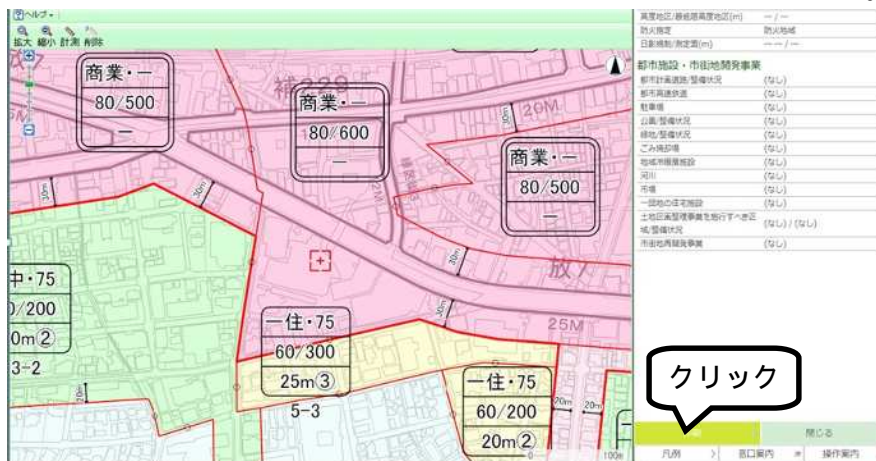 ヘルプ
拡大 縮小 計測 削除
商業・一
80/500
一
補229
商業・一
80/600
一
20M
商業・一
80/500
一
30m
30m
30m
30m
30m
放7
25M
中・75
0/200
0m②
3-2
20m
一住・75
60/300
25m③
5-3
一住・75
60/200
20m②
20m 20m
0 100m
高度地区/最低限高度地区(m) ―/―
防火指定 防火地域
日影規制/測定面(m) ――/―
都市施設・市街地開発事業
都市計画道路/整備状況 (なし)
都市高速鉄道 (なし)
駐車場 (なし)
公園/整備状況 (なし)
緑地/整備状況 (なし)
ごみ焼却場 (なし)
地域冷暖房施設 (なし)
河川 (なし)
市場 (なし)
一団地の住宅施設 (なし)
土地区画整理事業を施行すべき区域/整備状況 (なし)/(なし)
市街地再開発事業 (なし)
クリック
閉じる
凡例 > 窓口案内 » 操作案内